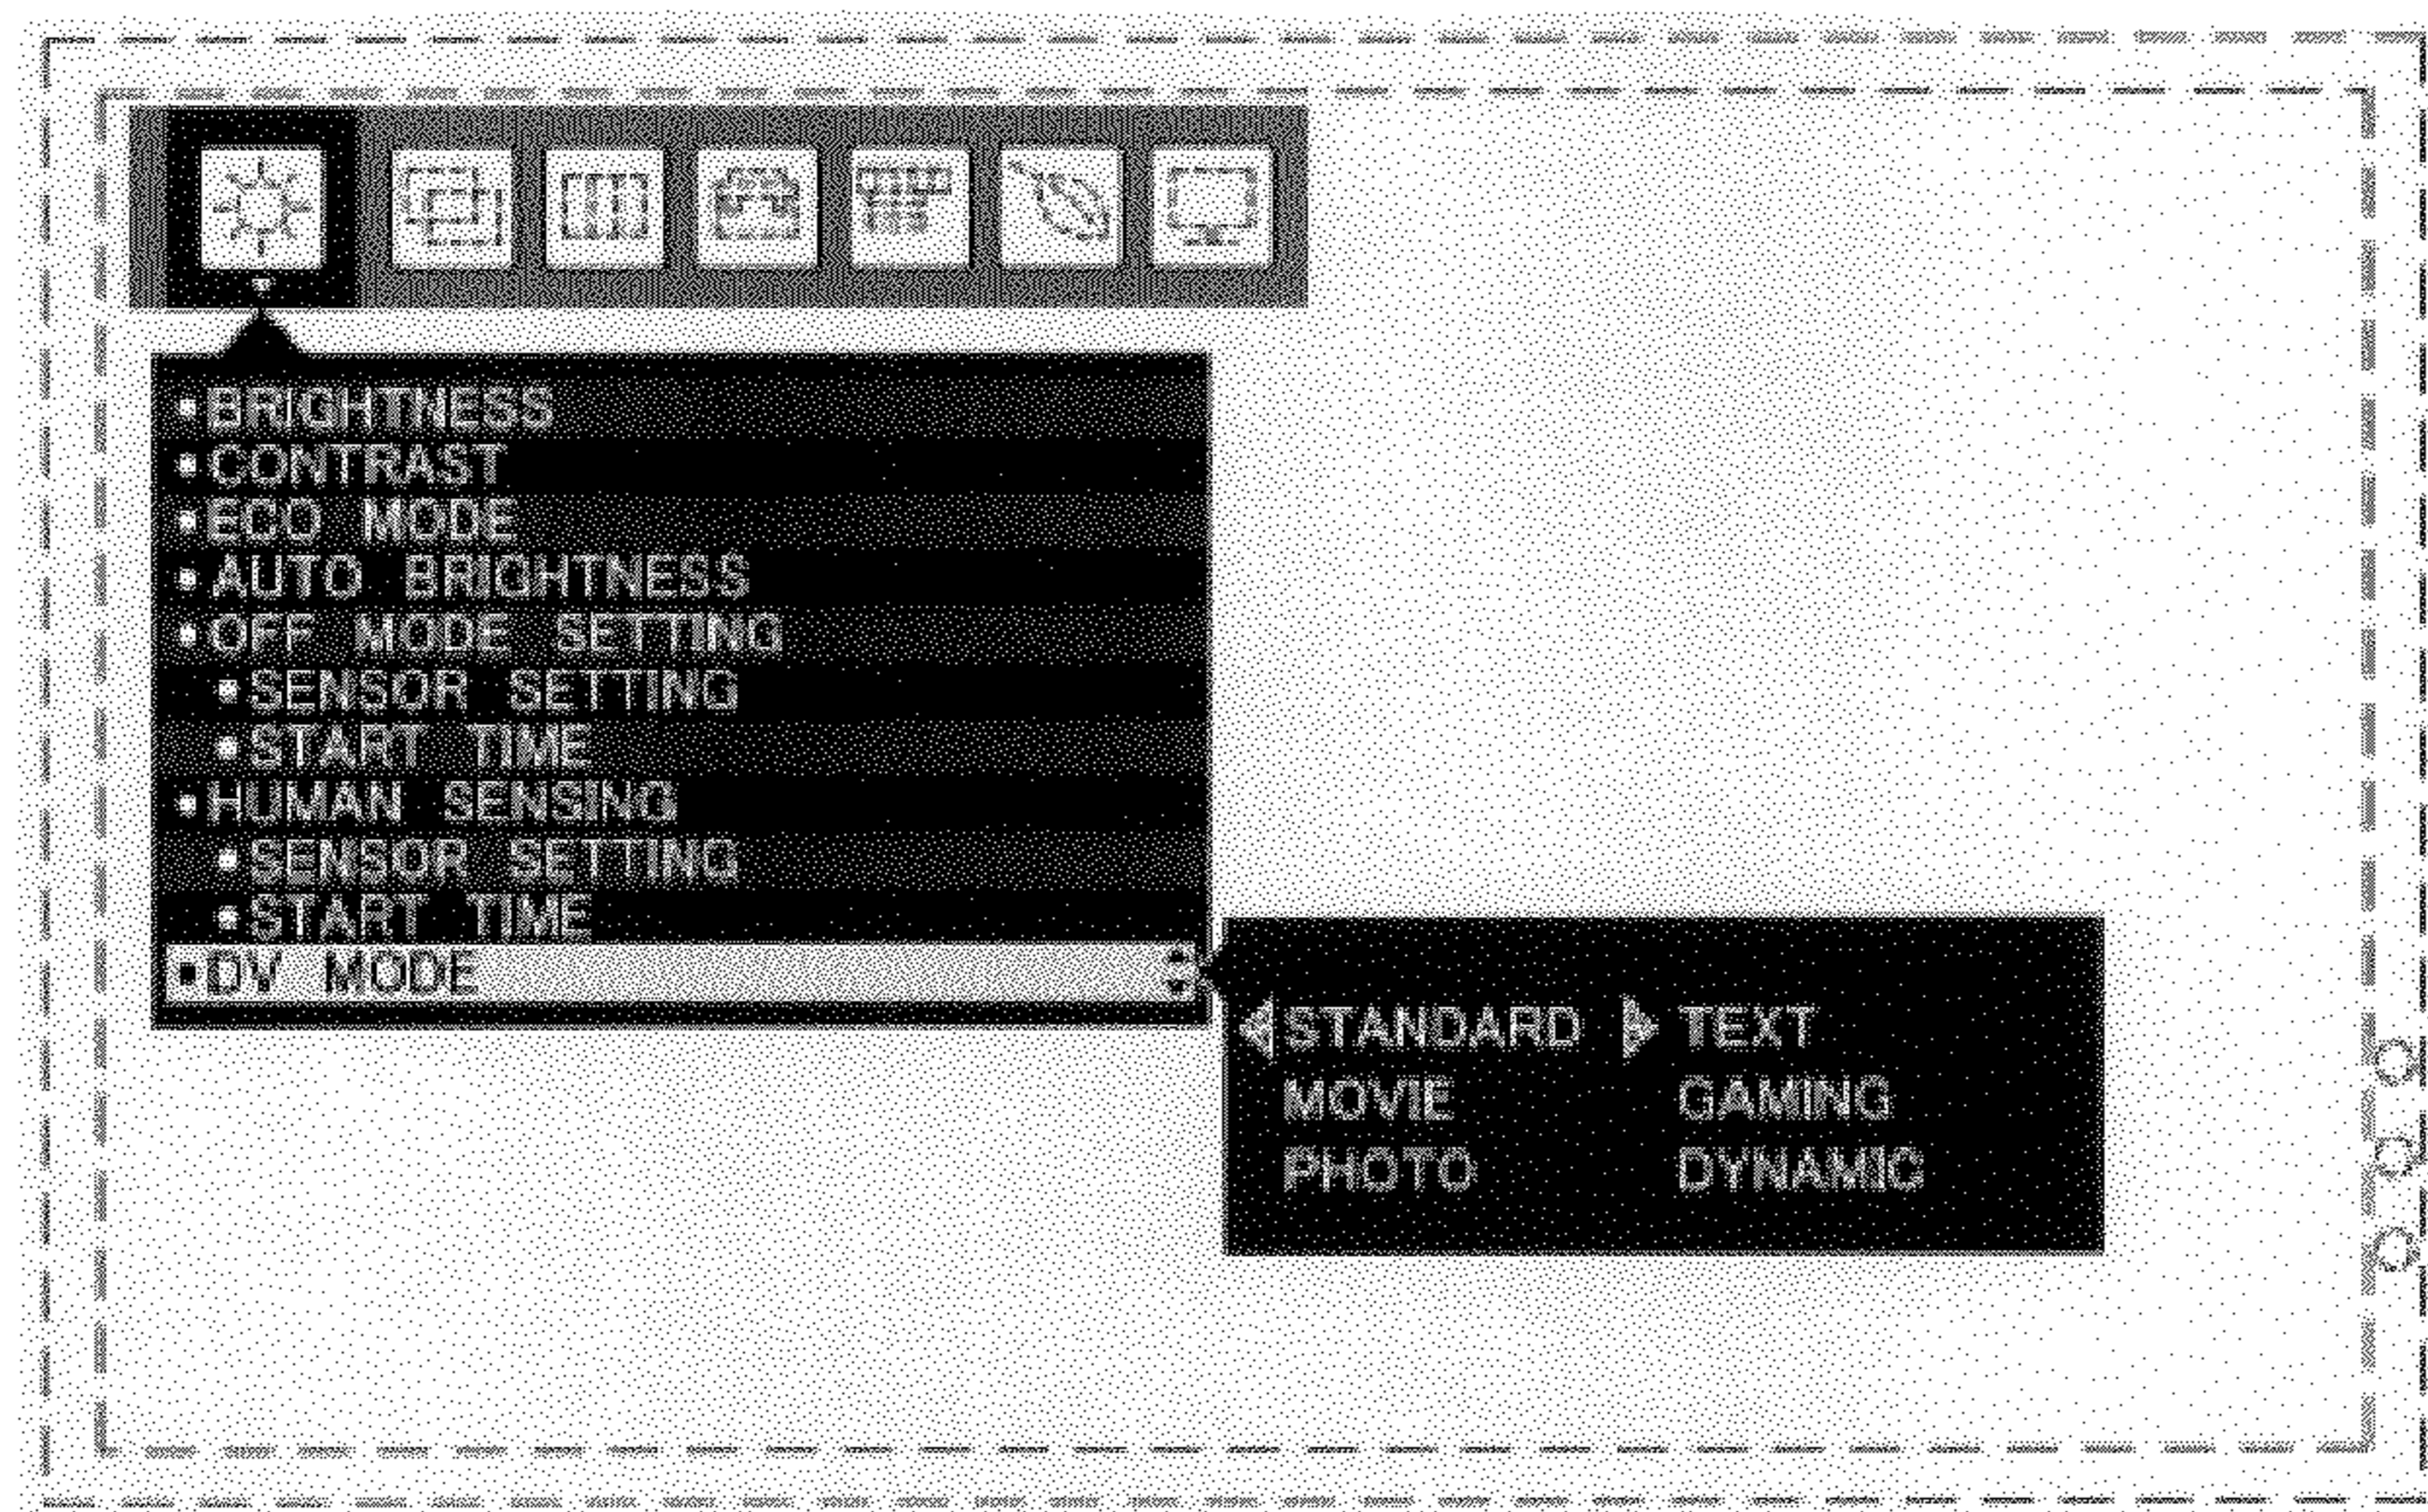 BRIGHTNESS
CONTRAST
ECO MODE
AUTO BRIGHTNESS
OFF MODE SETTING
SENSOR SETTING
START TIME
HUMAN SENSING
SENSOR SETTING
START TIME
DV MODE
STANDARD TEXT
MOVIE GAMING
PHOTO DYNAMIC